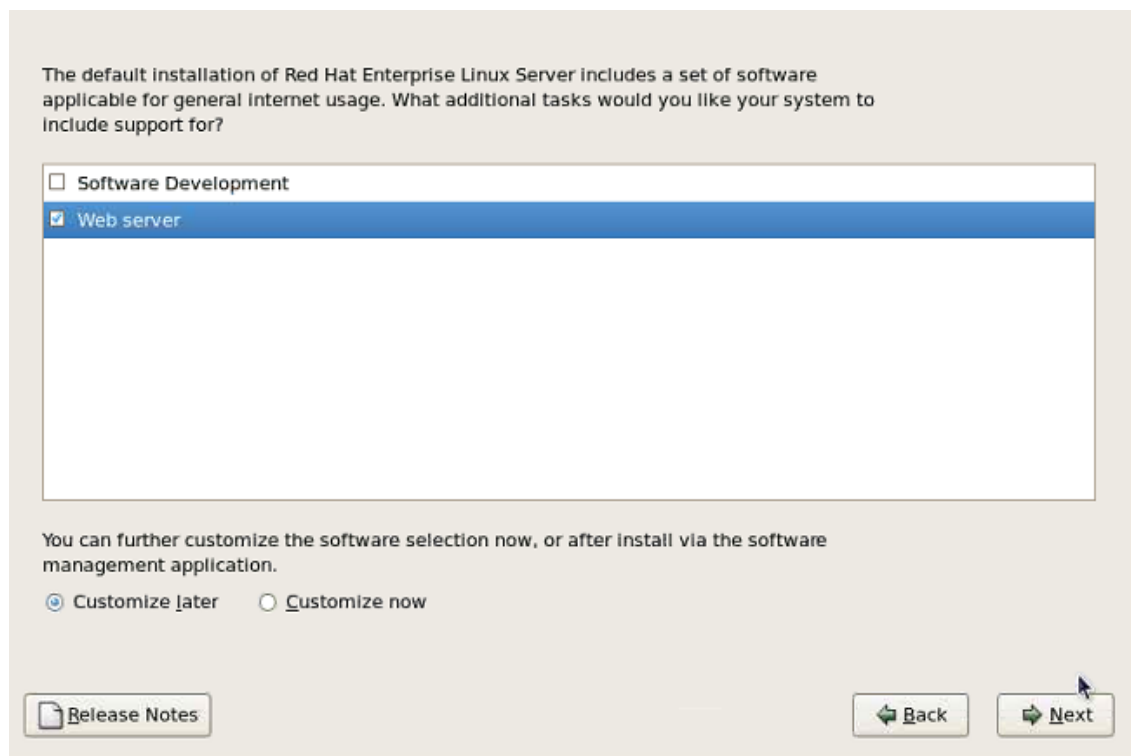 The default installation of Red Hat Enterprise Linux Server includes a set of software
applicable for general internet usage. What additional tasks would you like your system to
include support for?
Software Development
Web server
You can further customize the software selection now, or after install via the software
management application.
Customize later Customize now
Release Notes Back Next